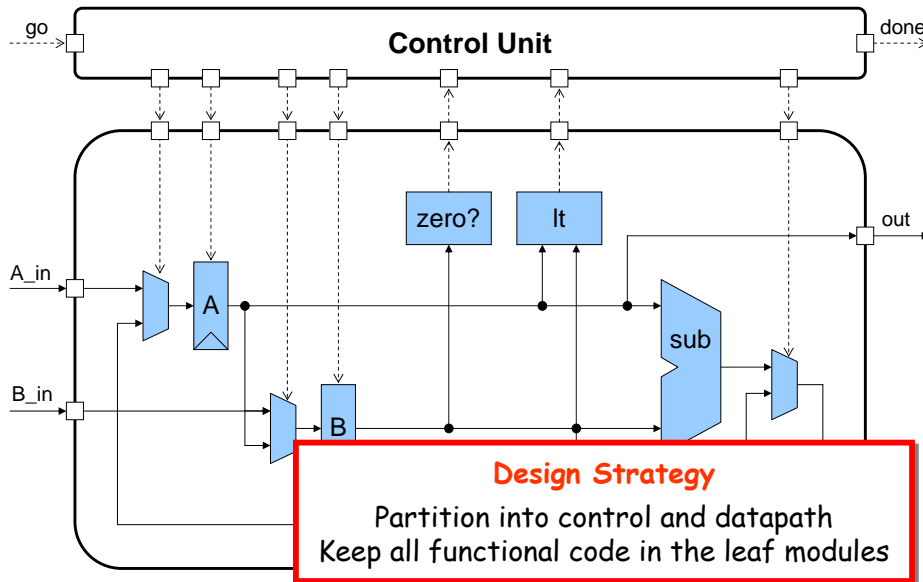 go
Control Unit
done
zero?
lt
out
A_in
A
sub
B_in
B
Design Strategy
Partition into control and datapath
Keep all functional code in the leaf modules